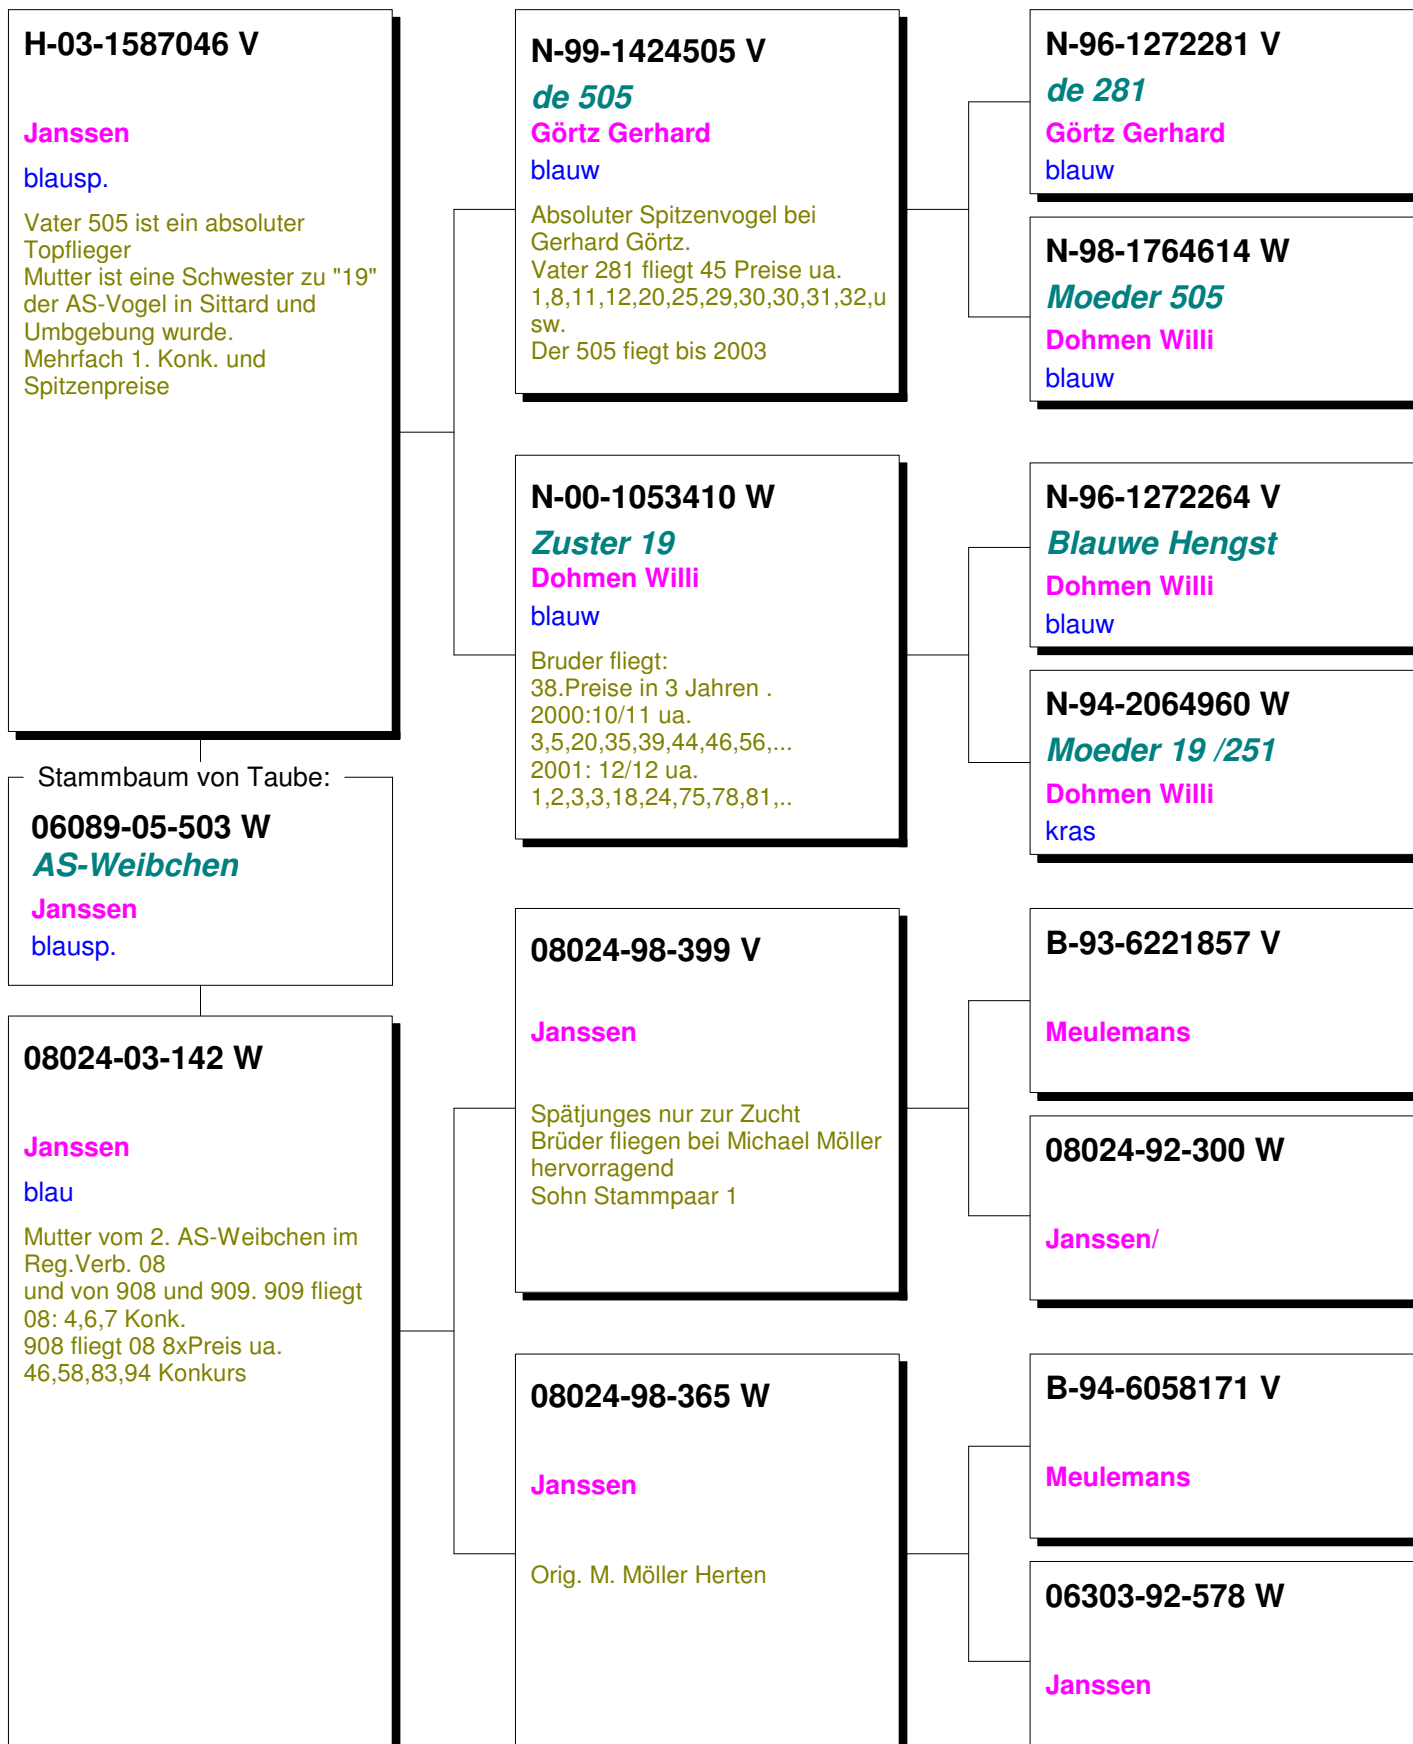 H-03-1587046 V
Janssen
blausp.
Vater 505 ist ein absoluter
Topflieger
Mutter ist eine Schwester zu "19"
der AS-Vogel in Sittard und
Umbgebung wurde.
Mehrfach 1. Konk. und
Spitzenpreise
Stammbaum von Taube:
06089-05-503 W
AS-Weibchen
Janssen
blausp.
08024-03-142 W
Janssen
blau
Mutter vom 2. AS-Weibchen im
Reg.Verb. 08
und von 908 und 909. 909 fliegt
08: 4,6,7 Konk.
908 fliegt 08 8xPreis ua.
46,58,83,94 Konkurs
N-99-1424505 V
de 505
Görtz Gerhard
blauw
Absoluter Spitzenvogel bei
Gerhard Görtz.
Vater 281 fliegt 45 Preise ua.
1,8,11,12,20,25,29,30,30,31,32,u
sw.
Der 505 fiegt bis 2003
N-00-1053410 W
Zuster 19
Dohmen Willi
blauw
Bruder fliegt:
38.Preise in 3 Jahren .
2000:10/11 ua.
3,5,20,35,39,44,46,56,...
2001: 12/12 ua.
1,2,3,3,18,24,75,78,81,..
08024-98-399 V
Janssen
Spätjunges nur zur Zucht
Brüder fliegen bei Michael Möller
hervorragend
Sohn Stammpaar 1
08024-98-365 W
Janssen
Orig. M. Möller Herten
N-96-1272281 V
de 281
Görtz Gerhard
blauw
N-98-1764614 W
Moeder 505
Dohmen Willi
blauw
N-96-1272264 V
Blauwe Hengst
Dohmen Willi
blauw
N-94-2064960 W
Moeder 19 /251
Dohmen Willi
kras
B-93-6221857 V
Meulemans
08024-92-300 W
Janssen/
B-94-6058171 V
Meulemans
06303-92-578 W
Janssen